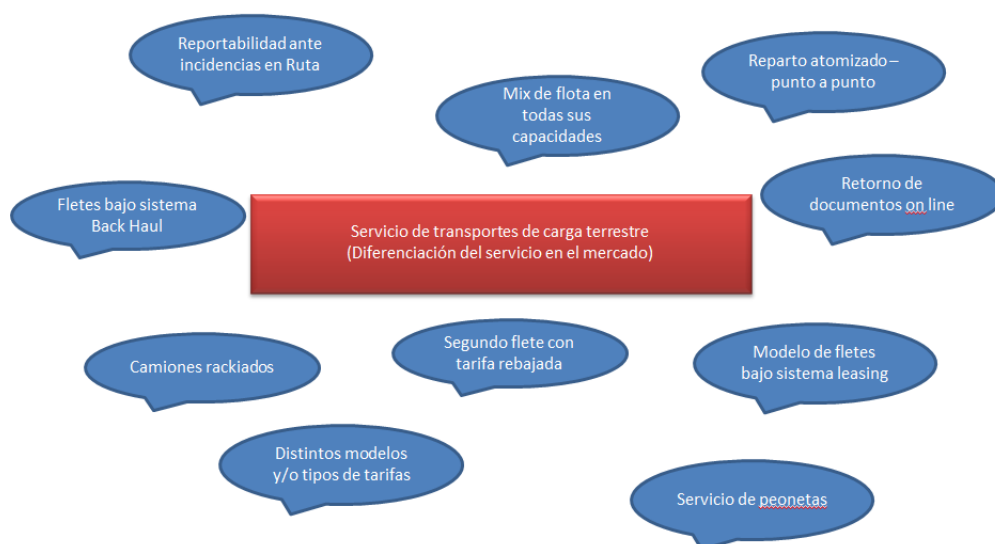 Reportabilidad ante
incidencias en Ruta
Reparto atomizado –
punto a punto
Mix de flota en
todas sus
capacidades
Retorno de
documentos on line
Fletes bajo sistema
Back Haul
Servicio de transportes de carga terrestre
(Diferenciación del servicio en el mercado)
Segundo flete con
tarifa rebajada
Modelo de fletes
bajo sistema leasing
Camiones rackiados
Distintos modelos
y/o tipos de tarifas
Servicio de peonetas